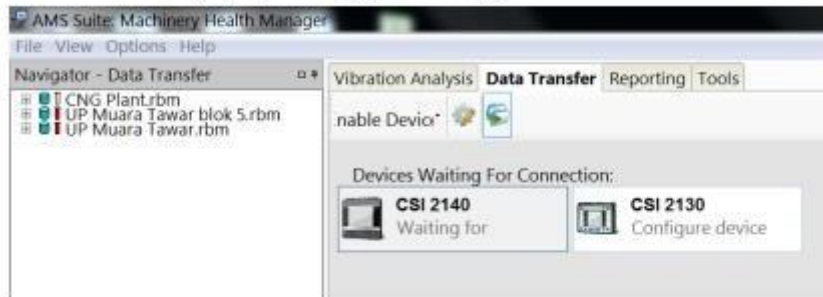 AMS Suite: Machinery Health Manager
File View Options Help
Navigator - Data Transfer
Vibration Analysis Data Transfer Reporting Tools
CNG Plant.rbm
UP Muara Tawar blok 5.rbm
UP Muara Tawar.rbm
nable Devic
Devices Waiting For Connection:
CSI 2140
Waiting for
CSI 2130
Configure device